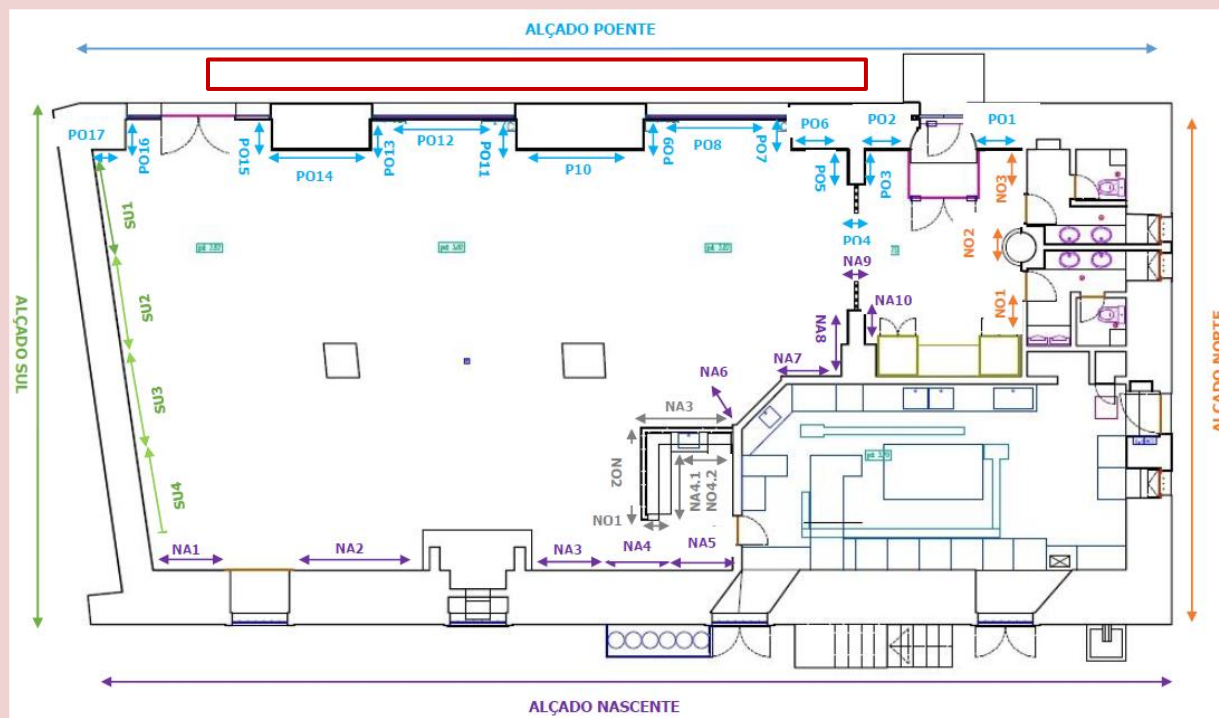 ALÇADO POENTE
PO17
PO16
PO15
PO14
PO13
PO12
PO11
P10
PO9
PO8
PO7
PO6
PO5
PO2
PO3
PO1
NO3
PO4
NA9
NO2
NO1
NA10
NA8
NA7
NA6
NA3
NO2
NA4.1
NO4.2
NO1
SU1
SU2
SU3
SU4
NA1
NA2
NA3
NA4
NA5
ALÇADO SUL
ALÇADO NORTE
ALÇADO NASCENTE